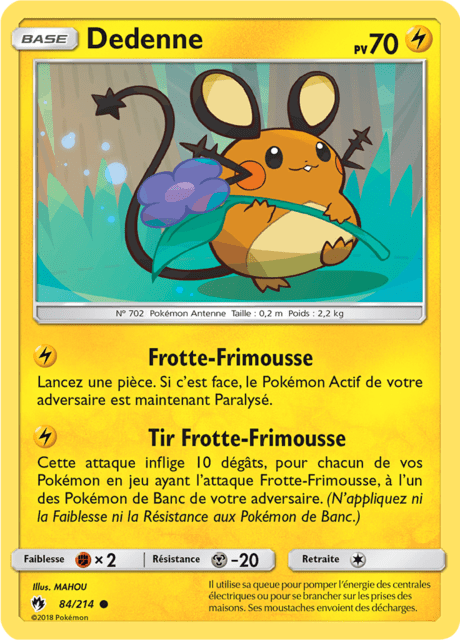 BASE Dedenne PV70
N° 702 Pokémon Antenne Taille : 0,2 m Poids : 2,2 kg
Frotte-Frimousse
Lancez une pièce. Si c'est face, le Pokémon Actif de votre
adversaire est maintenant Paralysé.
Tir Frotte-Frimousse
Cette attaque inflige 10 dégâts, pour chacun de vos
Pokémon en jeu ayant l'attaque Frotte-Frimousse, à l'un
des Pokémon de Banc de votre adversaire. (N'appliquez ni
la Faiblesse ni la Résistance aux Pokémon de Banc.)
Faiblesse ×2 Résistance -20 Retraite
Illus. MAHOU
84/214
©2018 Pokémon
Il utilise sa queue pour pomper l'énergie des centrales
électriques ou pour se brancher sur les prises des
maisons. Ses moustaches envoient des décharges.